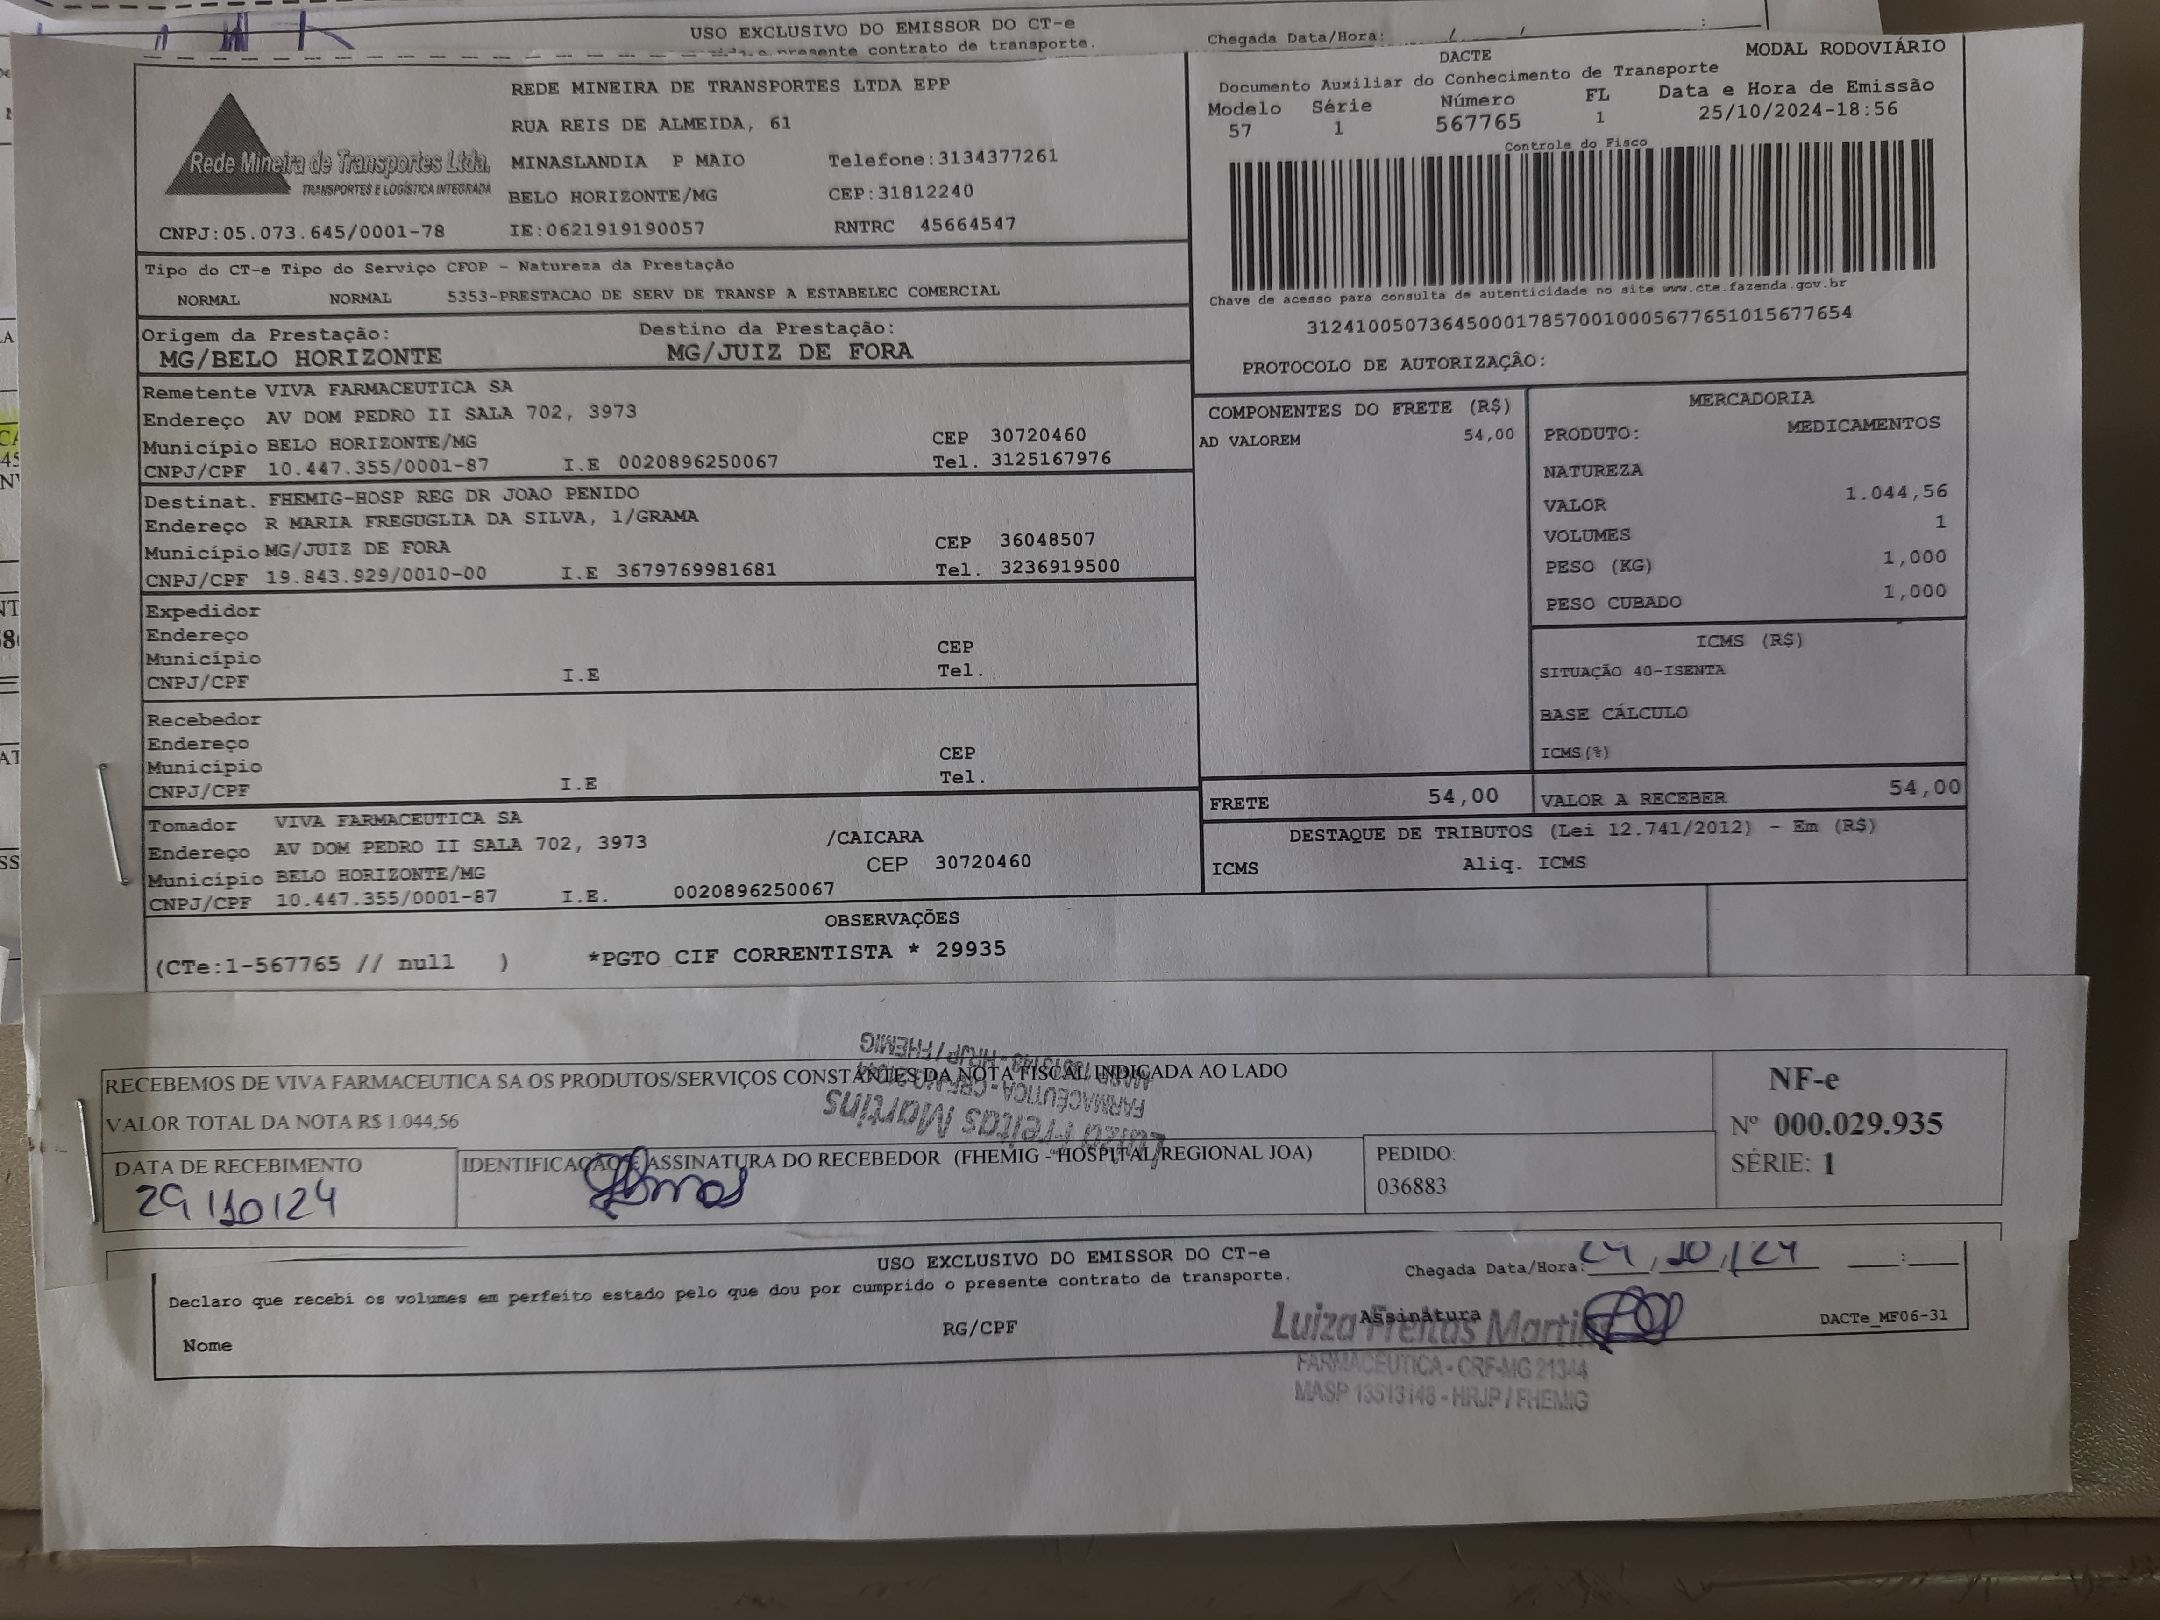 USO EXCLUSIVO DO EMISSOR DO CT-e
presente contrato de transporte.
Chegada Data/Hora: / / :
Rede Mineira de Transportes Ltda.
TRANSPORTES E LOGÍSTICA INTEGRADA
REDE MINEIRA DE TRANSPORTES LTDA EPP
RUA REIS DE ALMEIDA, 61
MINASLANDIA P MAIO Telefone:3134377261
BELO HORIZONTE/MG CEP:31812240
CNPJ:05.073.645/0001-78 IE:0621919190057 RNTRC 45664547
DACTE MODAL RODOVIÁRIO
Documento Auxiliar do Conhecimento de Transporte
Modelo Série Número FL Data e Hora de Emissão
57 1 567765 1 25/10/2024-18:56
Controle do Fisco
Chave de acesso para consulta de autenticidade no site www.cte.fazenda.gov.br
31241005073645000178570010005677651015677654
PROTOCOLO DE AUTORIZAÇÃO:
Tipo do CT-e Tipo do Serviço CFOP - Natureza da Prestação
NORMAL NORMAL 5353-PRESTACAO DE SERV DE TRANSP A ESTABELEC COMERCIAL
Origem da Prestação: Destino da Prestação:
MG/BELO HORIZONTE MG/JUIZ DE FORA
Remetente VIVA FARMACEUTICA SA
Endereço AV DOM PEDRO II SALA 702, 3973
Município BELO HORIZONTE/MG CEP 30720460
CNPJ/CPF 10.447.355/0001-87 I.E 0020896250067 Tel. 3125167976
Destinat. FHEMIG-HOSP REG DR JOAO PENIDO
Endereço R MARIA FREGUGLIA DA SILVA, 1/GRAMA
Município MG/JUIZ DE FORA CEP 36048507
CNPJ/CPF 19.843.929/0010-00 I.E 3679769981681 Tel. 3236919500
Expedidor
Endereço
Município CEP
CNPJ/CPF I.E Tel.
Recebedor
Endereço
Município CEP
CNPJ/CPF I.E Tel.
Tomador VIVA FARMACEUTICA SA
Endereço AV DOM PEDRO II SALA 702, 3973 /CAICARA
Município BELO HORIZONTE/MG CEP 30720460
CNPJ/CPF 10.447.355/0001-87 I.E. 0020896250067
COMPONENTES DO FRETE (R$)
AD VALOREM 54,00
MERCADORIA
PRODUTO: MEDICAMENTOS
NATUREZA
VALOR 1.044,56
VOLUMES 1
PESO (KG) 1,000
PESO CUBADO 1,000
ICMS (R$)
SITUAÇÃO 40-ISENTA
BASE CÁLCULO
ICMS(%)
FRETE 54,00 VALOR A RECEBER 54,00
DESTAQUE DE TRIBUTOS (Lei 12.741/2012) - Em (R$)
ICMS Aliq. ICMS
OBSERVAÇÕES
(CTe:1-567765 // null ) *PGTO CIF CORRENTISTA * 29935
RECEBEMOS DE VIVA FARMACEUTICA SA OS PRODUTOS/SERVIÇOS CONSTANTES DA NOTA FISCAL INDICADA AO LADO
VALOR TOTAL DA NOTA R$ 1.044,56
DATA DE RECEBIMENTO
29/10/24
IDENTIFICAÇAO E ASSINATURA DO RECEBEDOR (FHEMIG - HOSPITAL REGIONAL JOA)
Luiza Freitas Martins
FARMACÊUTICA - CRF-MG 21344
MASP 13513148 - HRJP / FHEMIG
PEDIDO:
036883
NF-e
Nº 000.029.935
SÉRIE: 1
USO EXCLUSIVO DO EMISSOR DO CT-e
Declaro que recebi os volumes em perfeito estado pelo que dou por cumprido o presente contrato de transporte.
Chegada Data/Hora: 29/10/24 :
Nome RG/CPF Assinatura DACTe_MF06-31
Luiza Freitas Martins
FARMACÊUTICA - CRF-MG 21344
MASP 13513148 - HRJP / FHEMIG